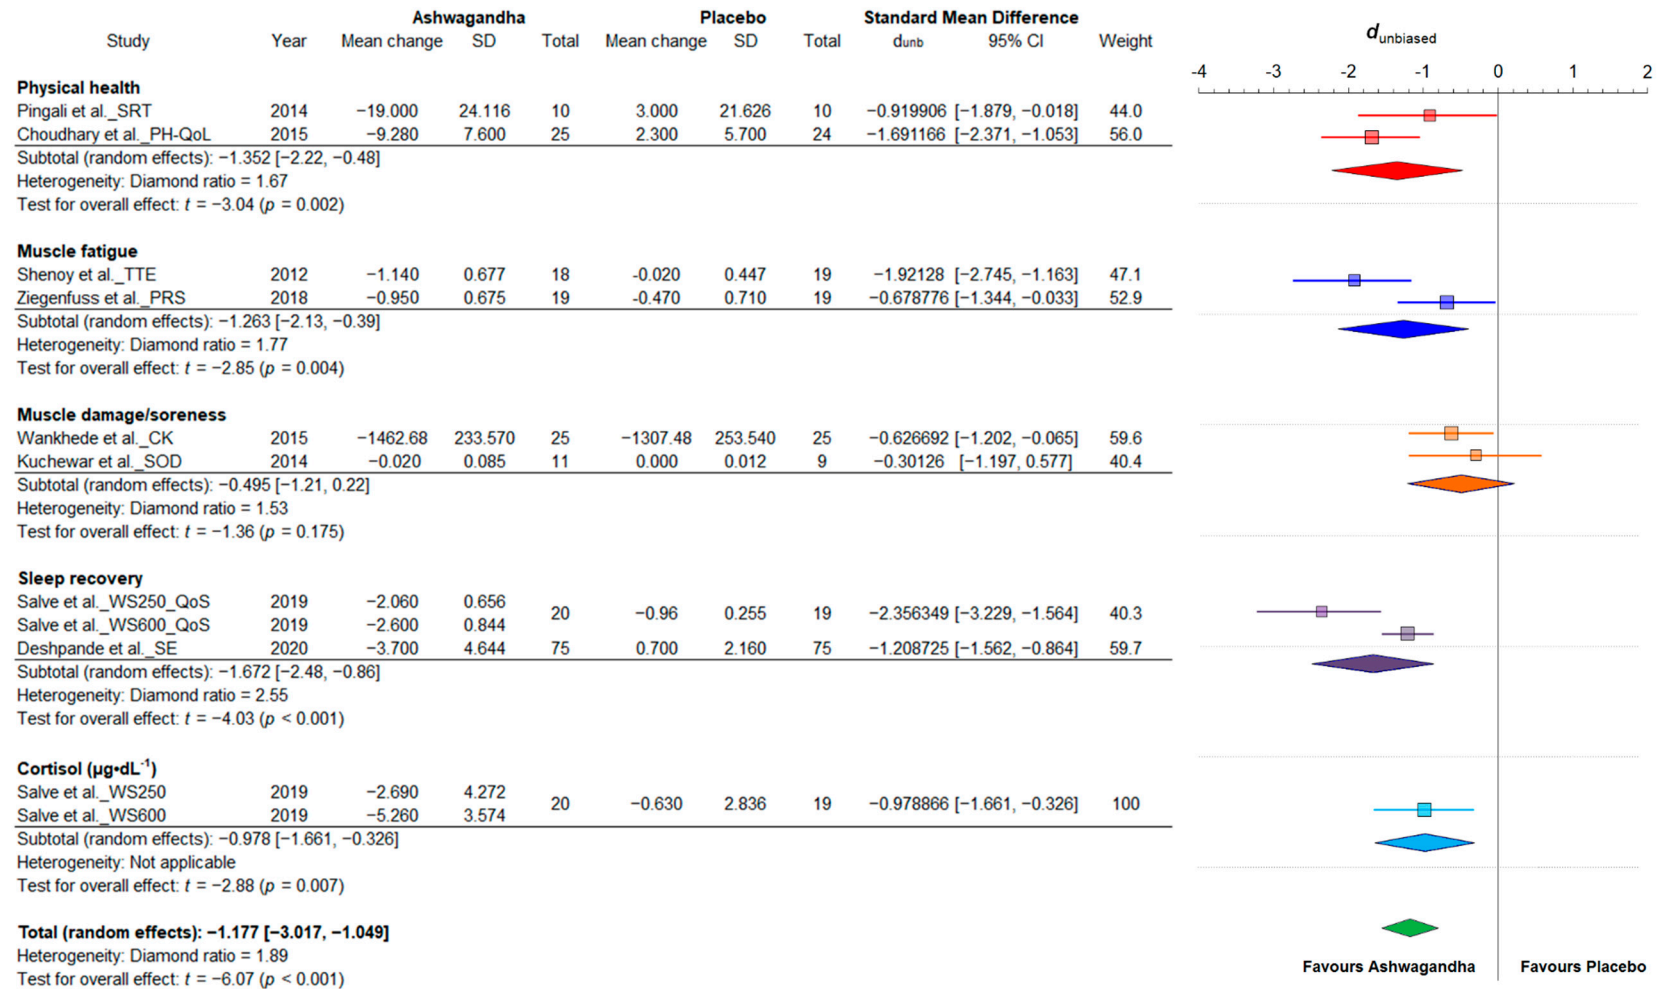 Ashwagandha Placebo Standard Mean Difference
Study Year Mean change SD Total Mean change SD Total dunb 95% CI Weight
Physical health
Pingali et al._SRT 2014 −19.000 24.116 10 3.000 21.626 10 −0.919906 [−1.879, −0.018] 44.0
Choudhary et al._PH-QoL 2015 −9.280 7.600 25 2.300 5.700 24 −1.691166 [−2.371, −1.053] 56.0
Subtotal (random effects): −1.352 [−2.22, −0.48]
Heterogeneity: Diamond ratio = 1.67
Test for overall effect: t = −3.04 (p = 0.002)
Muscle fatigue
Shenoy et al._TTE 2012 −1.140 0.677 18 -0.020 0.447 19 −1.92128 [−2.745, −1.163] 47.1
Ziegenfuss et al._PRS 2018 −0.950 0.675 19 -0.470 0.710 19 −0.678776 [−1.344, −0.033] 52.9
Subtotal (random effects): −1.263 [−2.13, −0.39]
Heterogeneity: Diamond ratio = 1.77
Test for overall effect: t = −2.85 (p = 0.004)
Muscle damage/soreness
Wankhede et al._CK 2015 −1462.68 233.570 25 −1307.48 253.540 25 −0.626692 [−1.202, −0.065] 59.6
Kuchewar et al._SOD 2014 −0.020 0.085 11 0.000 0.012 9 −0.30126 [−1.197, 0.577] 40.4
Subtotal (random effects): −0.495 [−1.21, 0.22]
Heterogeneity: Diamond ratio = 1.53
Test for overall effect: t = −1.36 (p = 0.175)
Sleep recovery
Salve et al._WS250_QoS 2019 −2.060 0.656
20 −0.96 0.255 19 −2.356349 [−3.229, −1.564] 40.3
Salve et al._WS600_QoS 2019 −2.600 0.844
Deshpande et al._SE 2020 −3.700 4.644 75 0.700 2.160 75 −1.208725 [−1.562, −0.864] 59.7
Subtotal (random effects): −1.672 [−2.48, −0.86]
Heterogeneity: Diamond ratio = 2.55
Test for overall effect: t = −4.03 (p < 0.001)
Cortisol (µg•dL⁻¹)
Salve et al._WS250 2019 −2.690 4.272
20 −0.630 2.836 19 −0.978866 [−1.661, −0.326] 100
Salve et al._WS600 2019 −5.260 3.574
Subtotal (random effects): −0.978 [−1.661, −0.326]
Heterogeneity: Not applicable
Test for overall effect: t = −2.88 (p = 0.007)
Total (random effects): −1.177 [−3.017, −1.049]
Heterogeneity: Diamond ratio = 1.89
Test for overall effect: t = −6.07 (p < 0.001)
dunbiased
-4 -3 -2 -1 0 1 2
Favours Ashwagandha Favours Placebo